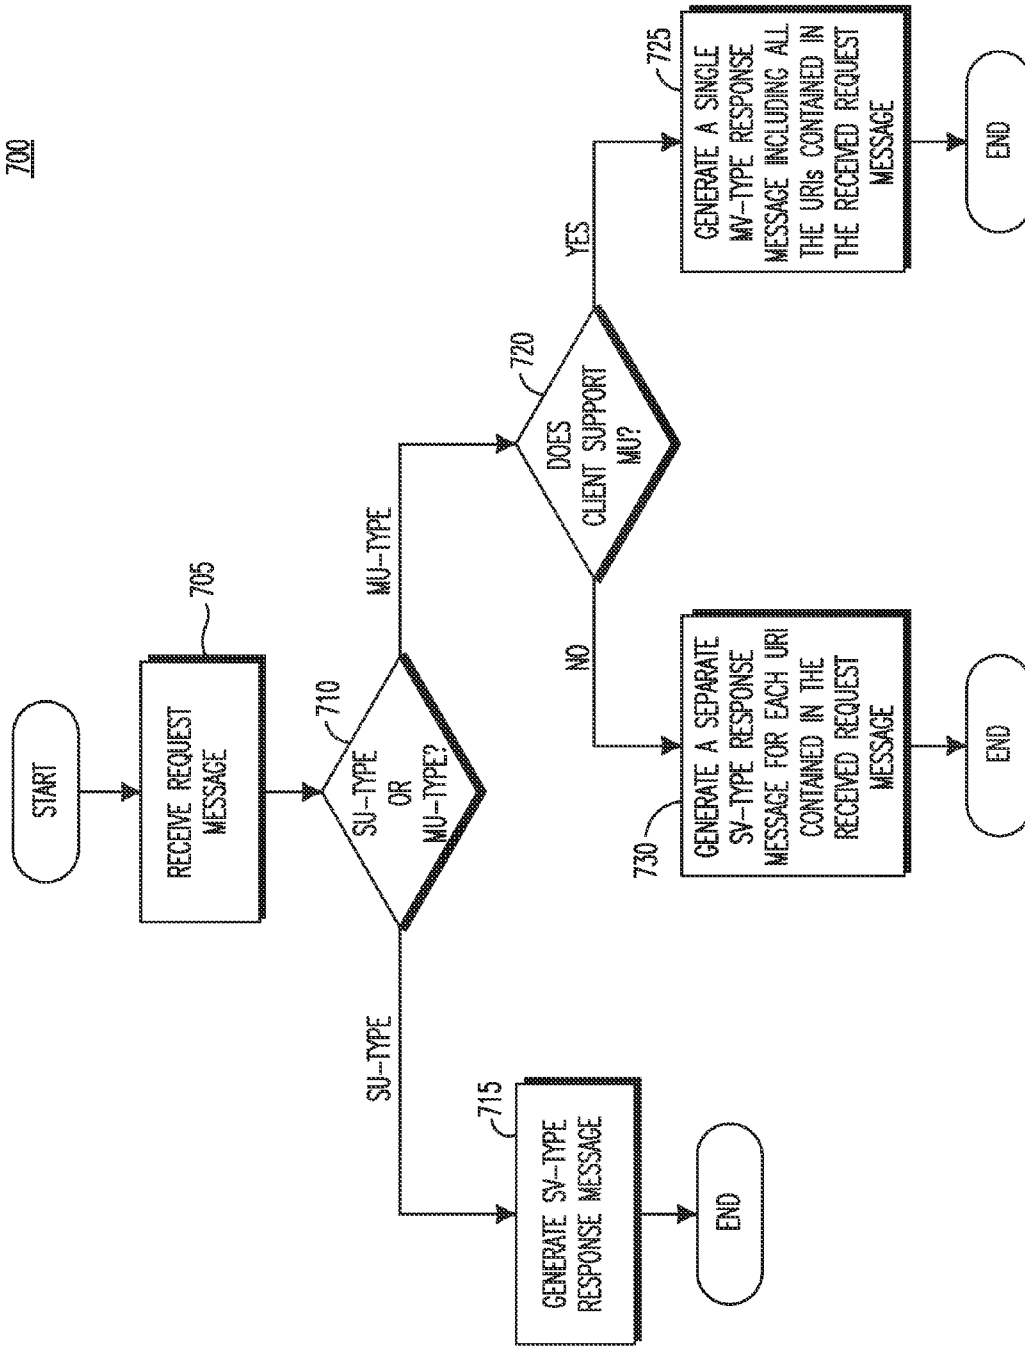 700
START
RECEIVE REQUEST
MESSAGE
705
SU-TYPE
OR
MU-TYPE?
710
SU-TYPE
MU-TYPE
GENERATE SV-TYPE
RESPONSE MESSAGE
715
END
DOES
CLIENT SUPPORT
MU?
720
NO
YES
GENERATE A SEPARATE
SV-TYPE RESPONSE
MESSAGE FOR EACH URI
CONTAINED IN THE
RECEIVED REQUEST
MESSAGE
730
END
GENERATE A SINGLE
MV-TYPE RESPONSE
MESSAGE INCLUDING ALL
THE URIs CONTAINED IN
THE RECEIVED REQUEST
MESSAGE
725
END